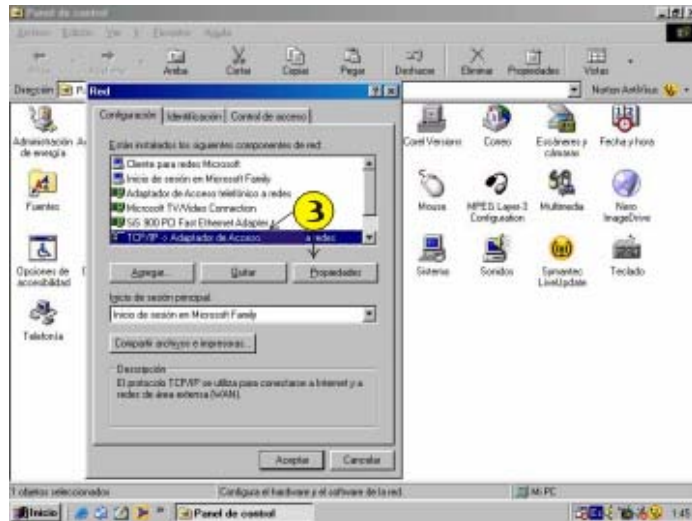 Panel de control
Archivo Edición Ver Ir Favoritos Ayuda
Atrás Adelante Arriba Cortar Copiar Pegar Deshacer Eliminar Propiedades Vistas
Dirección
Norton AntiVirus
Red
Configuración Identificación Control de acceso
Están instalados los siguientes componentes de red:
Cliente para redes Microsoft
Inicio de sesión en Microsoft Family
Adaptador de Acceso telefónico a redes
Microsoft TV/Video Connection
SiS 900 PCI Fast Ethernet Adapter
TCP/IP -> Adaptador de Acceso a redes
3
Agregar... Quitar Propiedades
Inicio de sesión principal:
Inicio de sesión en Microsoft Family
Compartir archivos e impresoras...
Descripción
El protocolo TCP/IP se utiliza para conectarse a Internet y a
redes de área extensa (WAN).
Aceptar Cancelar
Administración
de energía
Fuentes
Opciones de
accesibilidad
Telefonía
Corel Versions Correo Escáneres y
cámaras Fecha y hora
Mouse MPEG Layer-3
Configuration Multimedia Nero
ImageDrive
Sistema Sonidos Symantec
LiveUpdate Teclado
1 objetos seleccionados Configura el hardware y el software de la red. Mi PC
Inicio Panel de control 1:45